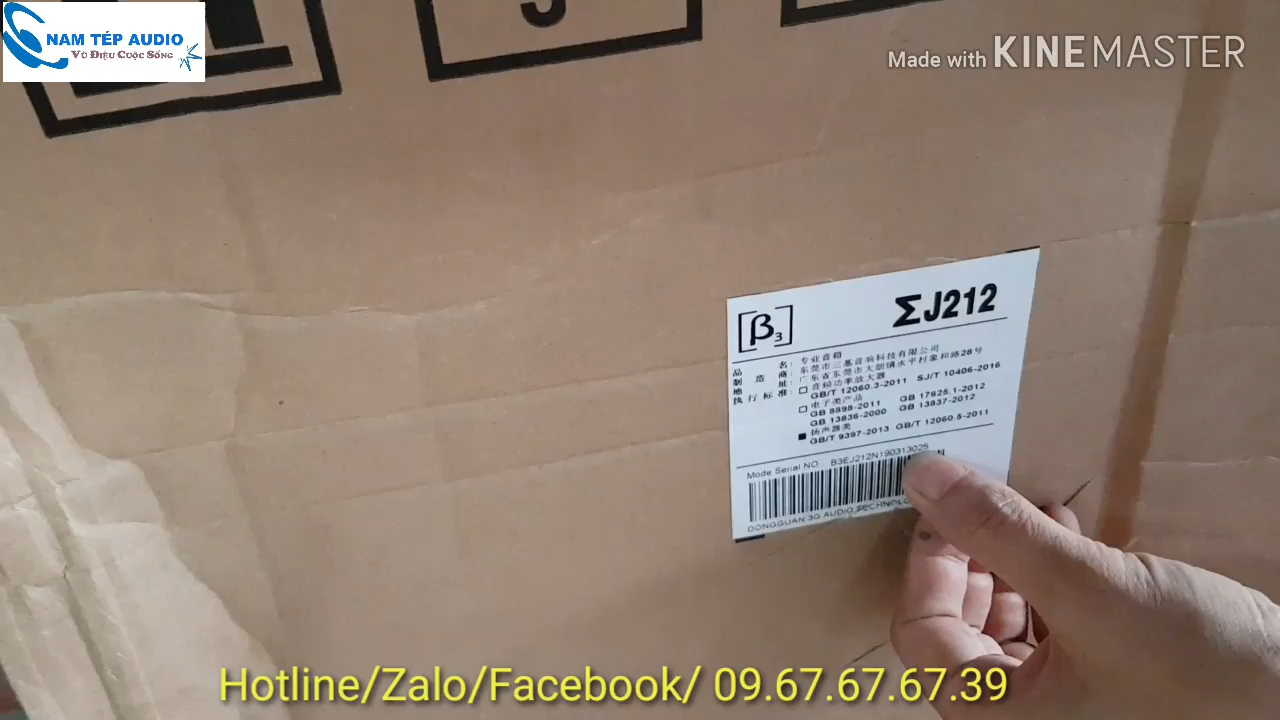 NAM TÉP AUDIO
Vũ Điệu Cuộc Sống
Made with KINEMASTER
[β3]
ΣJ212
品 名: 专业音箱
制 造 商: 东莞市三基音响科技有限公司
地 址: 广东省东莞市大朗镇水平村象和路28号
执行标准: □ 音频功率放大器
GB/T 12060.3-2011 SJ/T 10406-2016
□ 电子类产品
GB 8898-2011 GB 17625.1-2012
GB 13836-2000 GB 13837-2012
■ 扬声器类
GB/T 9397-2013 GB/T 12060.5-2011
Mode Serial NO. B3EJ212N190313025
DONGGUAN 3G AUDIO
Hotline/Zalo/Facebook/ 09.67.67.67.39